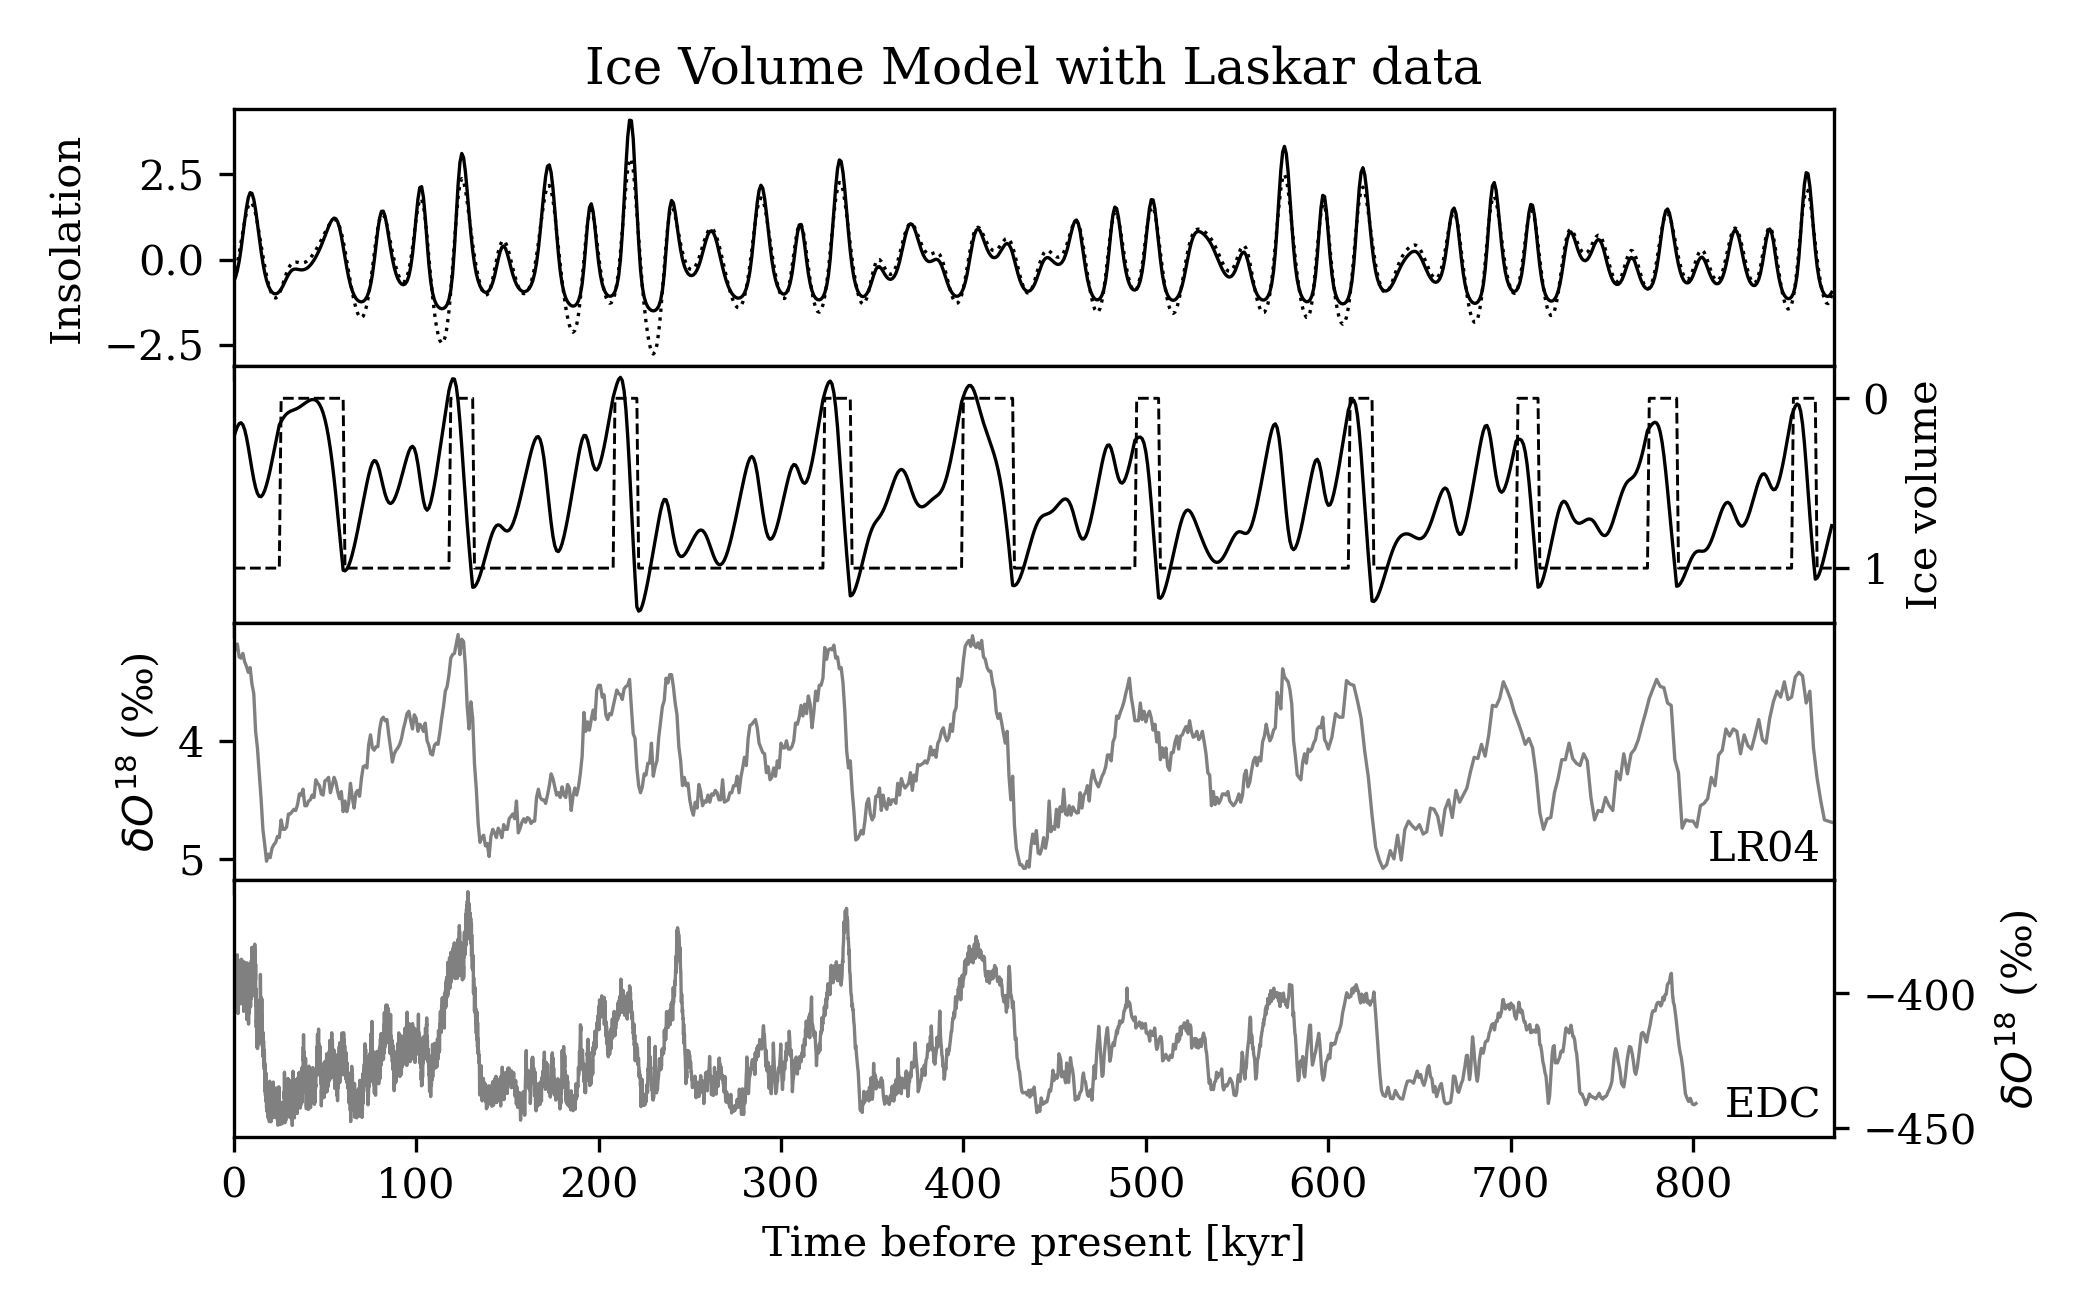 Ice Volume Model with Laskar data
Insolation
2.5
0.0
−2.5
0
1
Ice volume
δO¹⁸ (‰)
4
5
LR04
EDC
−400
−450
δO¹⁸ (‰)
0 100 200 300 400 500 600 700 800
Time before present [kyr]